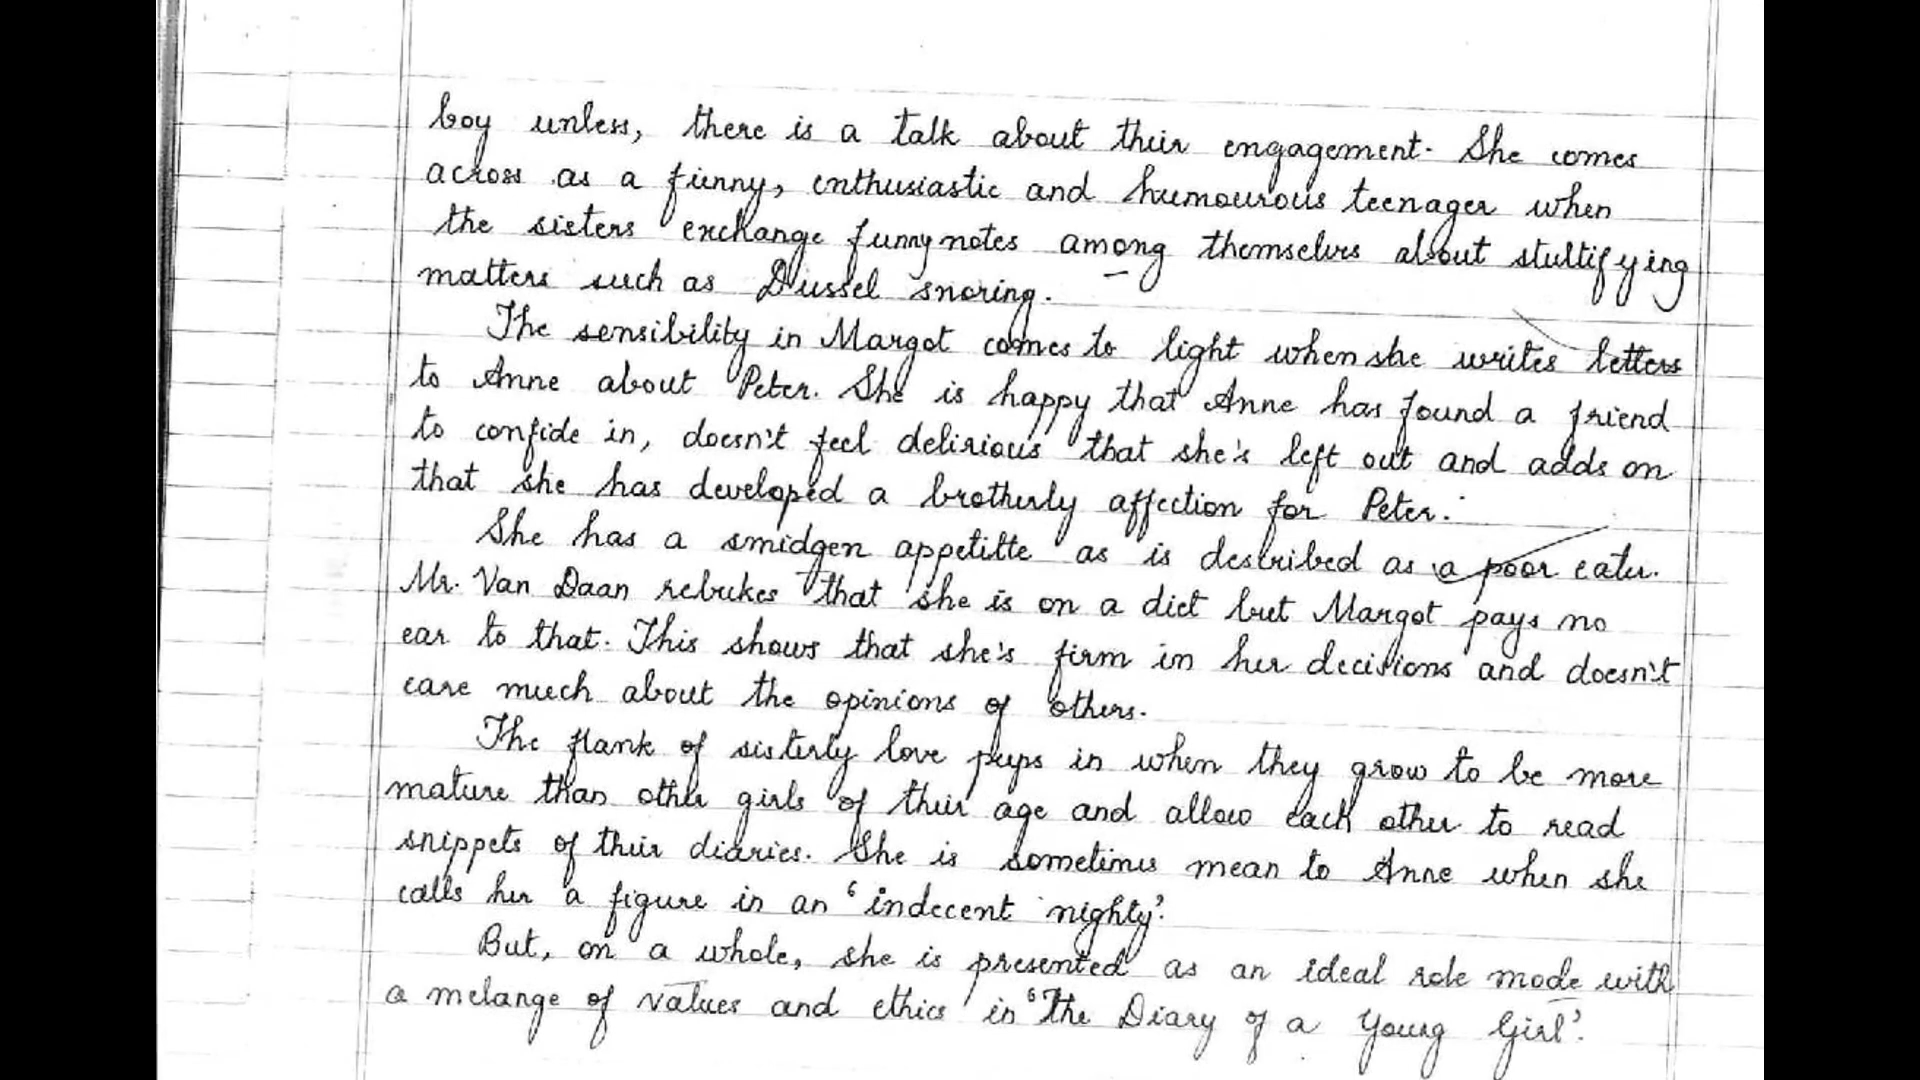 boy unless, there is a talk about their engagement. She comes
across as a funny, enthusiastic and humourous teenager when
the sisters exchange funny notes among themselves about stultifying
matters such as Dussel snoring.
The sensibility in Margot comes to light when she writes letters
to Anne about Peter. She is happy that Anne has found a friend
to confide in, doesn't feel delirious that she's left out and adds on
that she has developed a brotherly affection for Peter.
She has a smidgen appetitte as is described as a poor eater.
Mr. Van Daan rebukes that she is on a diet but Margot pays no
ear to that. This shows that she's firm in her decisions and doesn't
care much about the opinions of others.
The flank of sisterly love peeps in when they grow to be more
mature than other girls of their age and allow each other to read
snippets of their diaries. She is sometimes mean to Anne when she
calls her a figure in an 'indecent nighty'.
But, on a whole, she is presented as an ideal role mode with
a melange of values and ethics in 'The Diary of a Young Girl'.